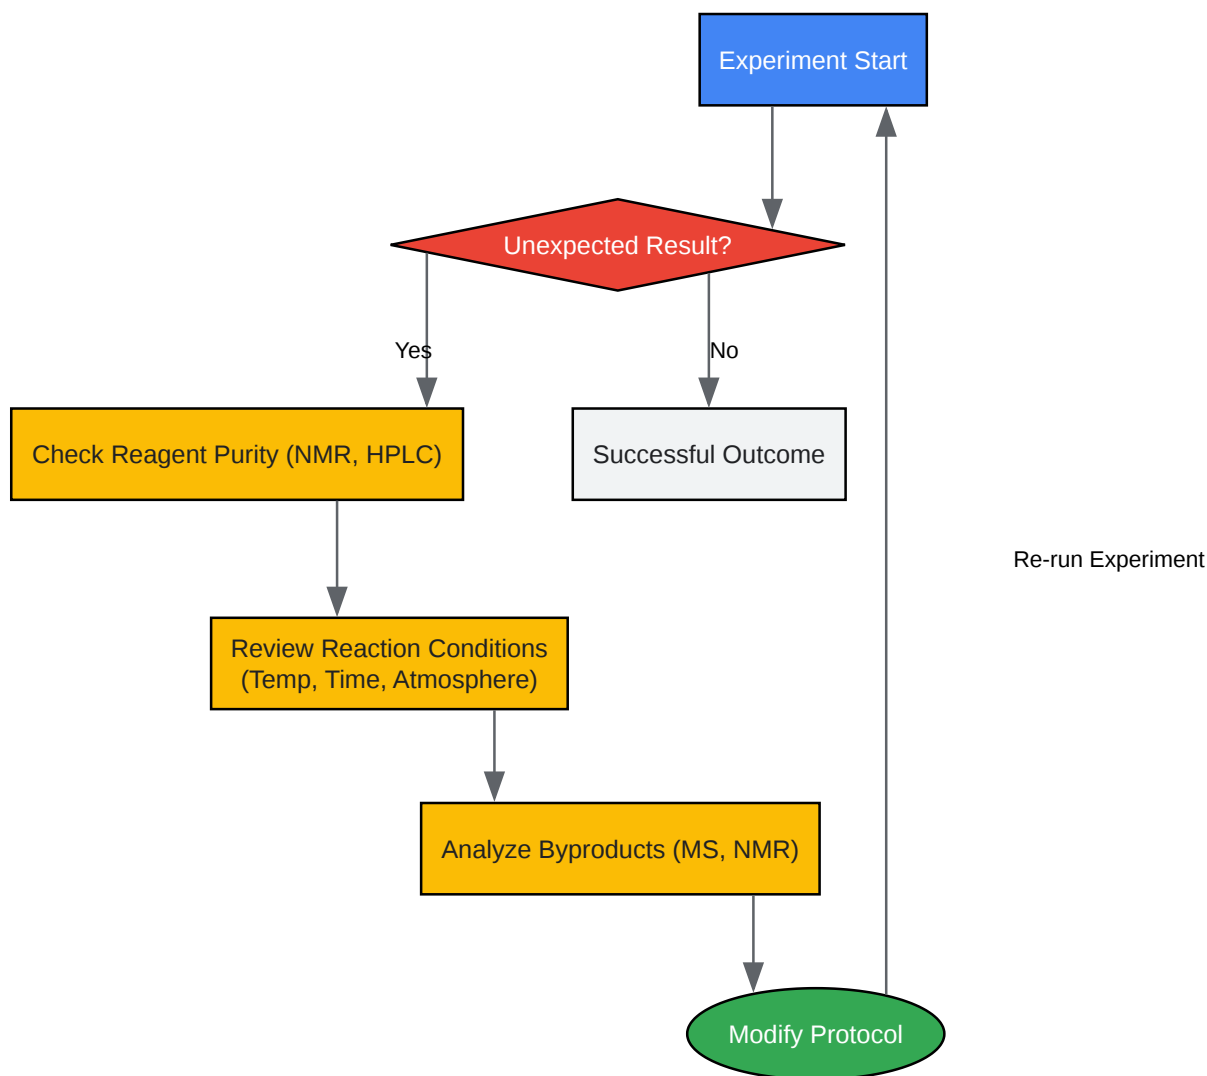 Experiment Start
Unexpected Result?
Yes
No
Check Reagent Purity (NMR, HPLC)
Successful Outcome
Re-run Experiment
Review Reaction Conditions
(Temp, Time, Atmosphere)
Analyze Byproducts (MS, NMR)
Modify Protocol